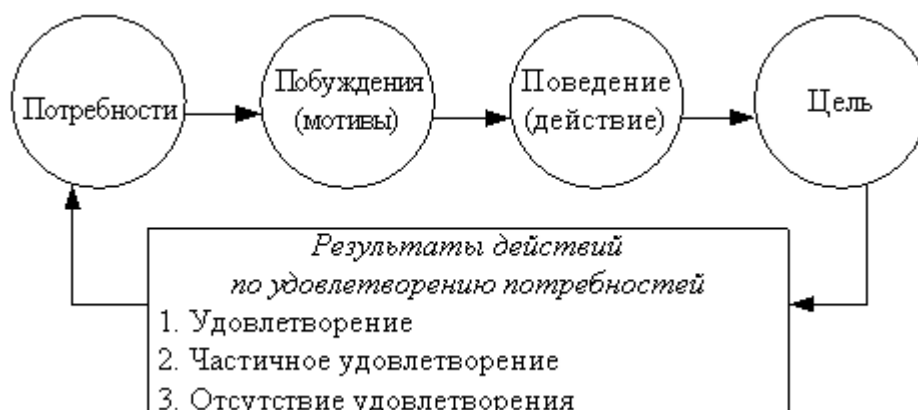 Потребности
Побуждения
(мотивы)
Поведение
(действие)
Цель
Результаты действий
по удовлетворению потребностей
1. Удовлетворение
2. Частичное удовлетворение
3. Отсутствие удовлетворения